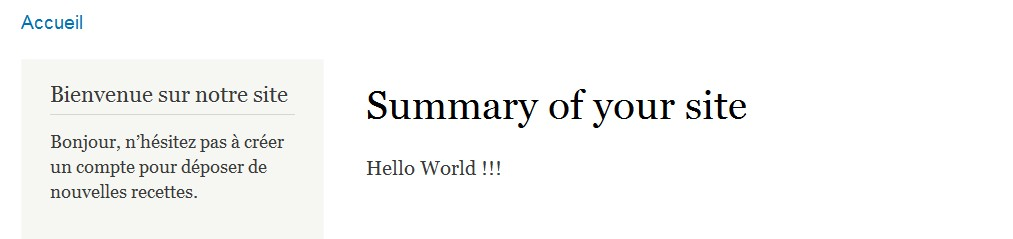 Accueil
Bienvenue sur notre site
Bonjour, n’hésitez pas à créer
un compte pour déposer de
nouvelles recettes.
Summary of your site
Hello World !!!